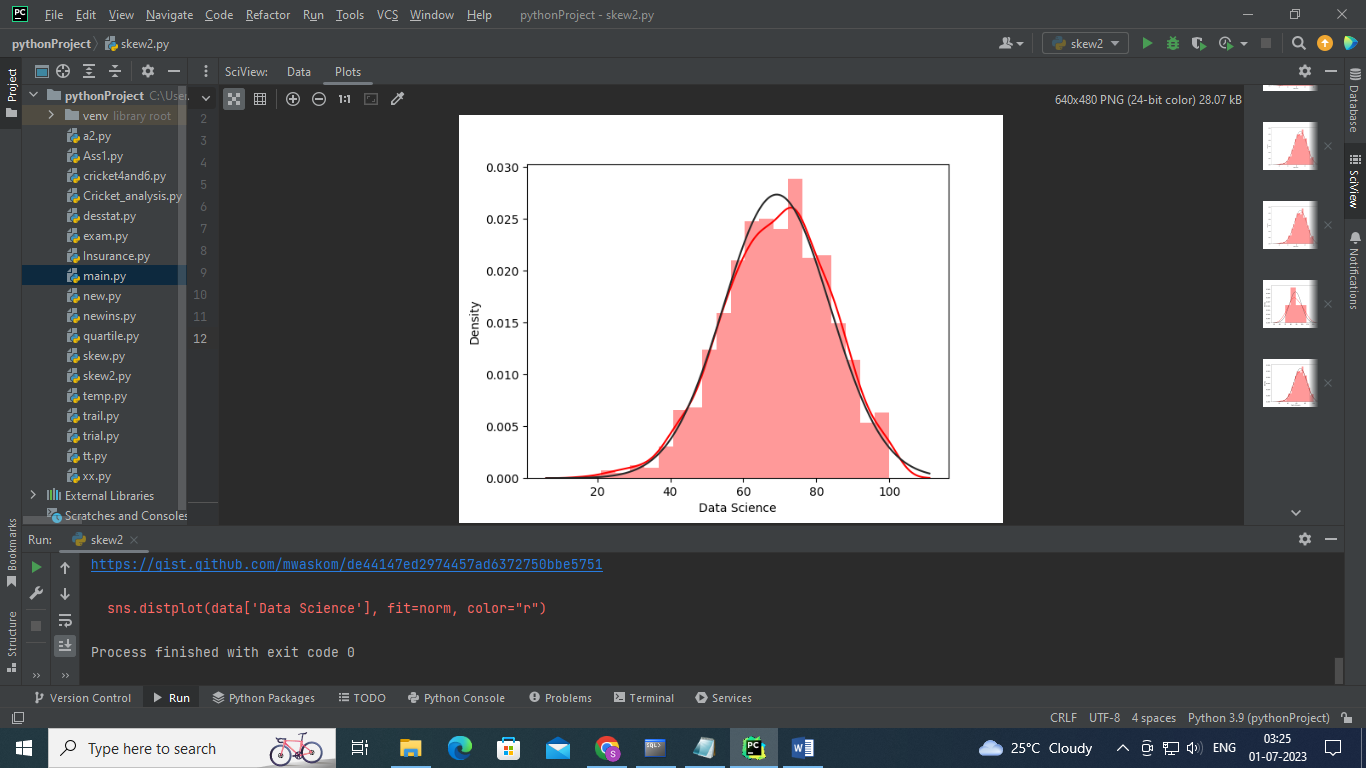 PC File Edit View Navigate Code Refactor Run Tools VCS Window Help pythonProject - skew2.py
pythonProject skew2.py skew2
Project
SciView: Data Plots
1:1 640x480 PNG (24-bit color) 28.07 kB
pythonProject
venv library root
a2.py
Ass1.py
cricket4and6.py
Cricket_analysis.py
desstat.py
exam.py
Insurance.py
main.py
new.py
newins.py
quartile.py
skew.py
skew2.py
temp.py
trail.py
trial.py
tt.py
xx.py
External Libraries
Scratches and Consoles
2
3
4
5
6
7
8
9
10
11
12
0.030
0.025
0.020
0.015
0.010
0.005
0.000
Density
20 40 60 80 100
Data Science
Database
SciView
Notifications
Bookmarks
Structure
Run: skew2
https://gist.github.com/mwaskom/de44147ed2974457ad6372750bbe5751
sns.distplot(data['Data Science'], fit=norm, color="r")
Process finished with exit code 0
Version Control Run Python Packages TODO Python Console Problems Terminal Services
CRLF UTF-8 4 spaces Python 3.9 (pythonProject)
Type here to search
25°C Cloudy ENG 03:25
01-07-2023